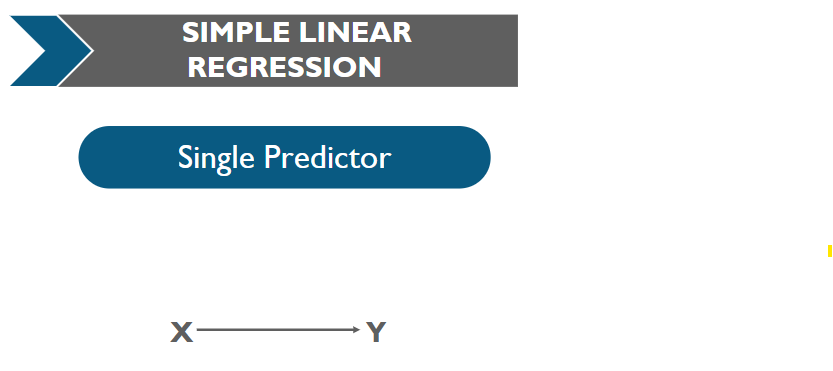 SIMPLE LINEAR
REGRESSION
Single Predictor
X Y